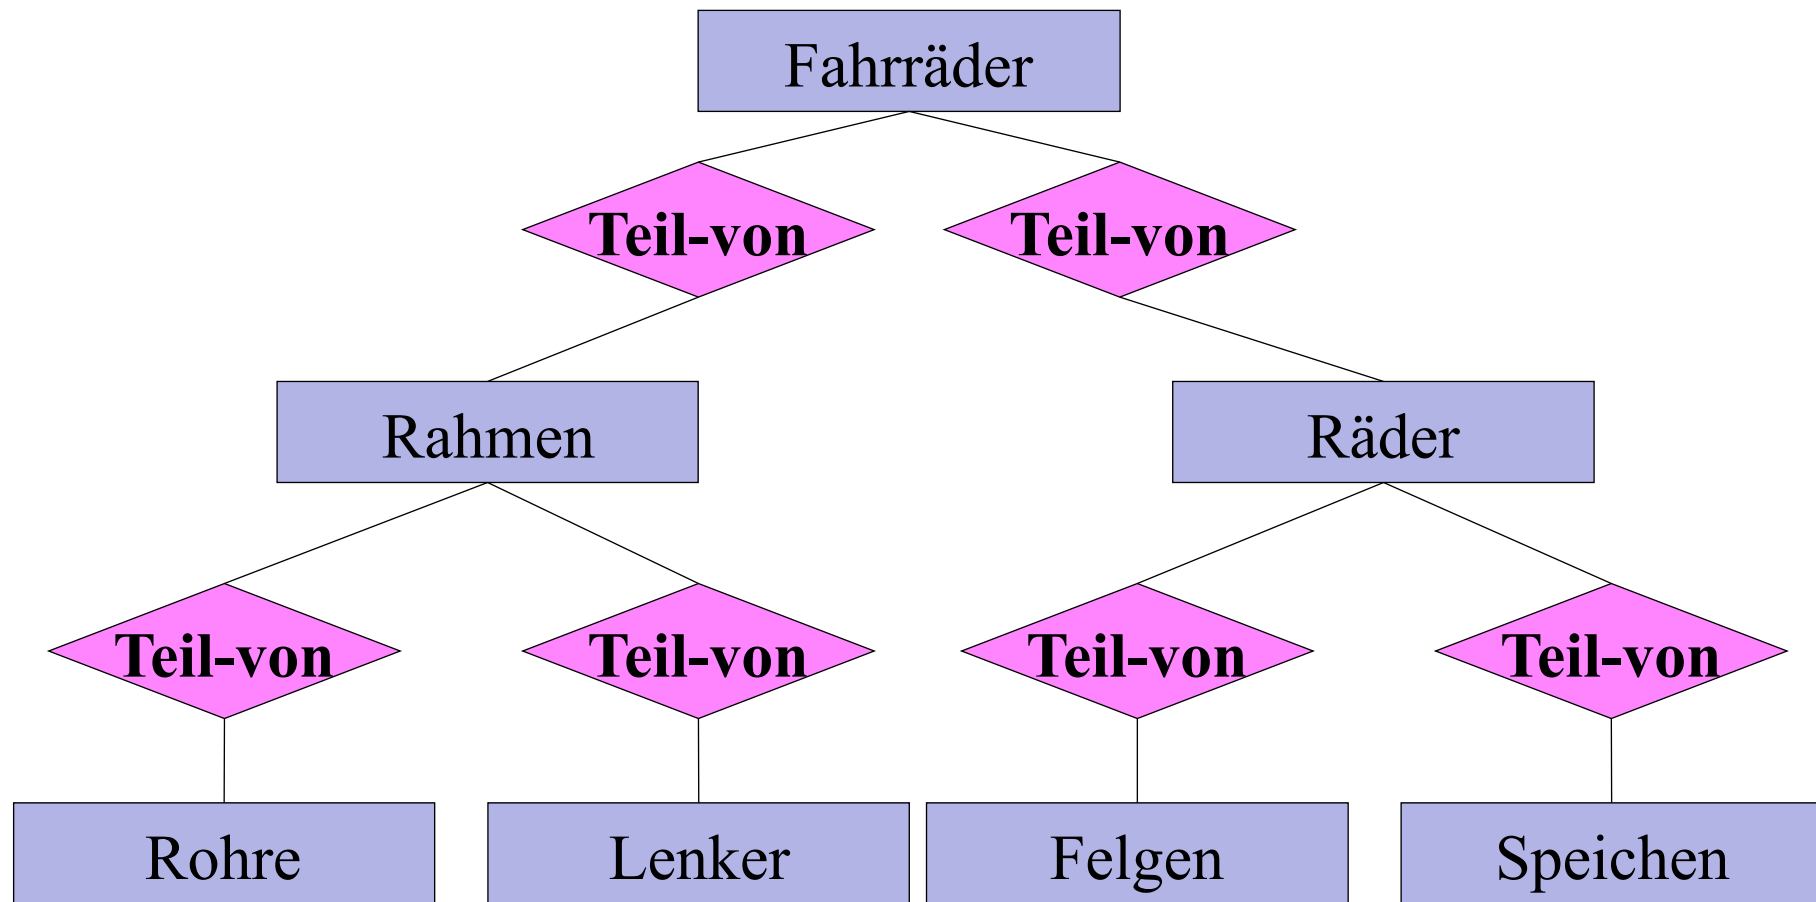 Fahrräder
Teil-von
Teil-von
Rahmen
Räder
Teil-von
Teil-von
Teil-von
Teil-von
Rohre
Lenker
Felgen
Speichen